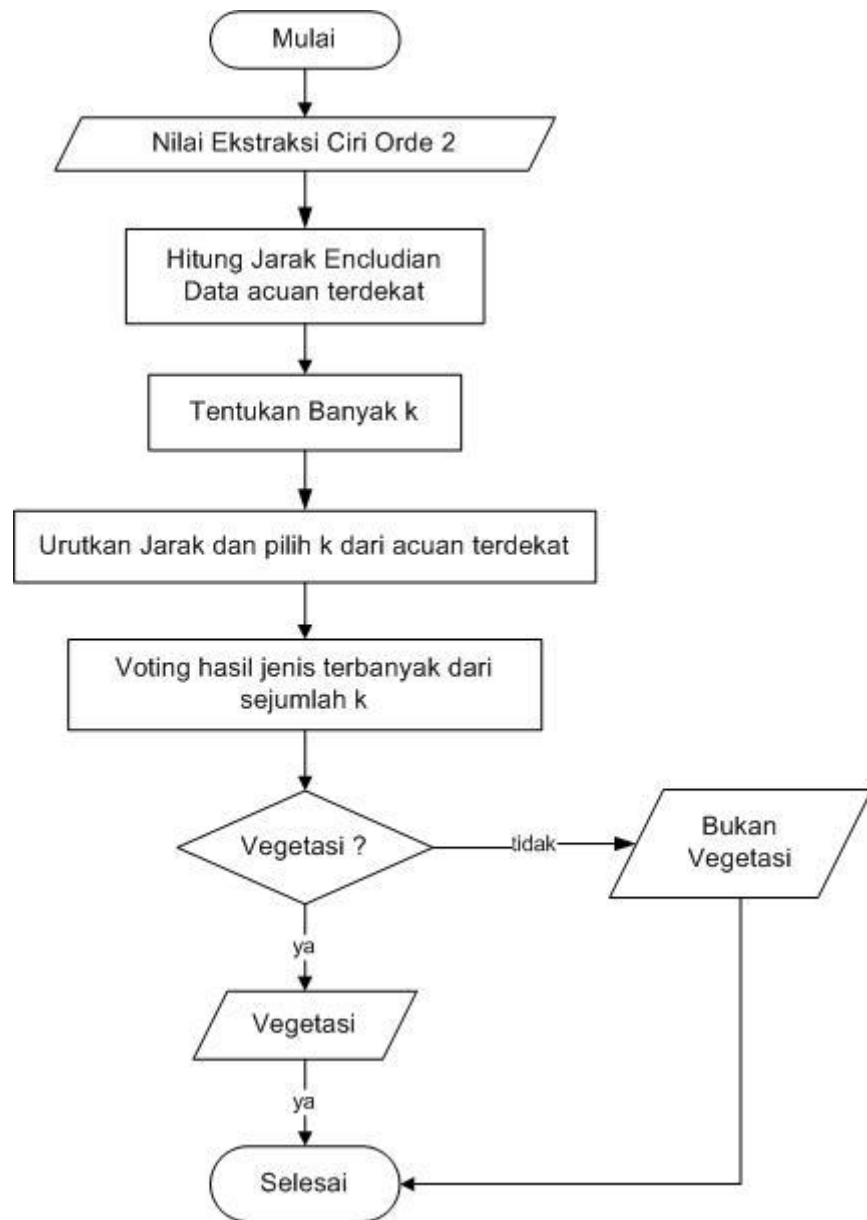 Mulai
Nilai Ekstraksi Ciri Orde 2
Hitung Jarak Encludian
Data acuan terdekat
Tentukan Banyak k
Urutkan Jarak dan pilih k dari acuan terdekat
Voting hasil jenis terbanyak dari
sejumlah k
Vegetasi ?
tidak
Bukan
Vegetasi
ya
Vegetasi
ya
Selesai